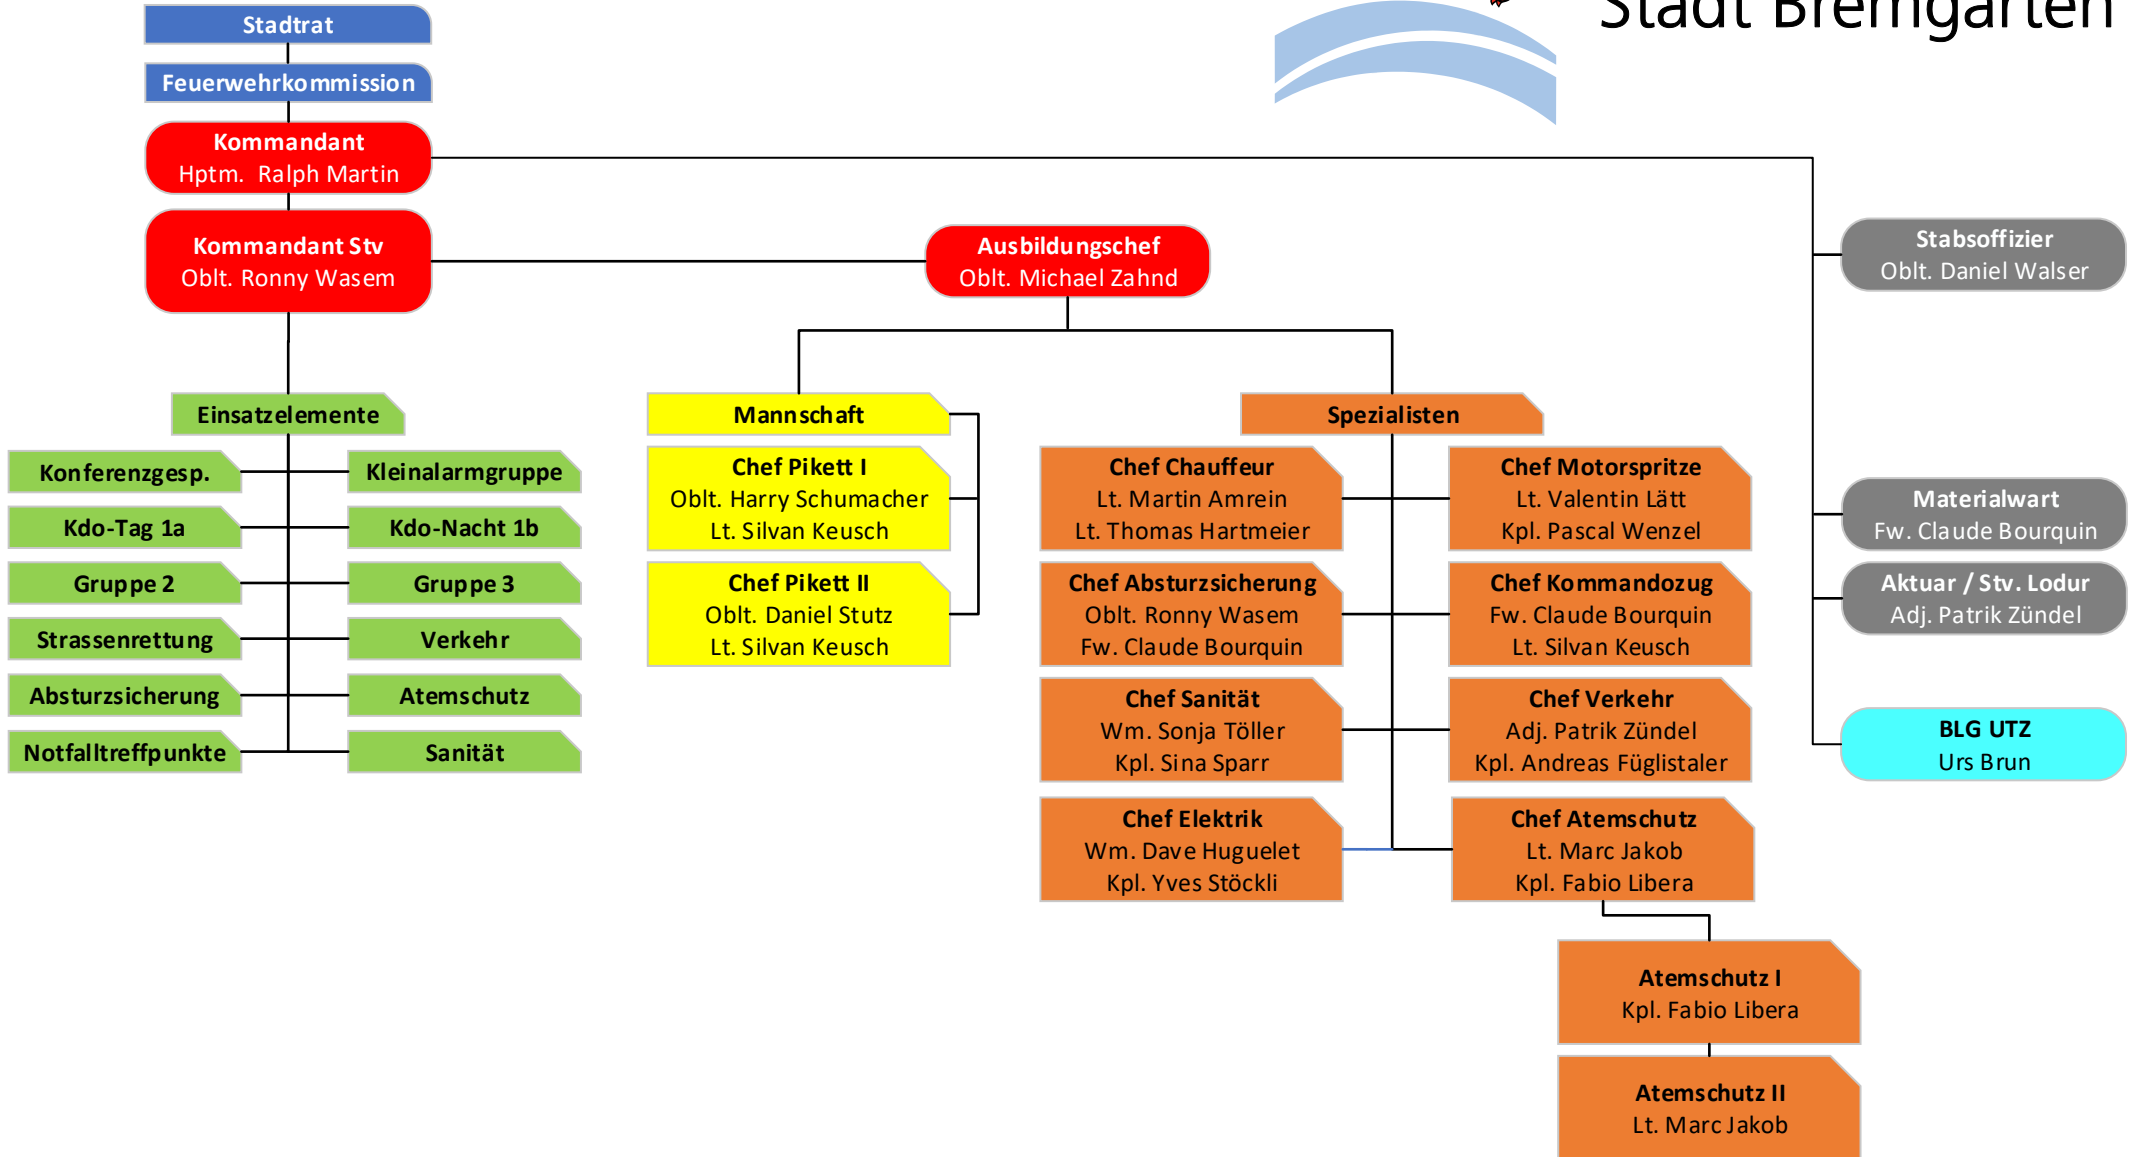 Stadt Bremgarten
Stadtrat
Feuerwehrkommission
Kommandant
Hptm. Ralph Martin
Kommandant Stv
Oblt. Ronny Wasem
Ausbildungschef
Oblt. Michael Zahnd
Stabsoffizier
Oblt. Daniel Walser
Materialwart
Fw. Claude Bourquin
Aktuar / Stv. Lodur
Adj. Patrik Zündel
BLG UTZ
Urs Brun
Einsatzelemente
Konferenzgesp.
Kleinalarmgruppe
Kdo-Tag 1a
Kdo-Nacht 1b
Gruppe 2
Gruppe 3
Strassenrettung
Verkehr
Absturzsicherung
Atemschutz
Notfalltreffpunkte
Sanität
Mannschaft
Chef Pikett I
Oblt. Harry Schumacher
Lt. Silvan Keusch
Chef Pikett II
Oblt. Daniel Stutz
Lt. Silvan Keusch
Spezialisten
Chef Chauffeur
Lt. Martin Amrein
Lt. Thomas Hartmeier
Chef Motorspritze
Lt. Valentin Lätt
Kpl. Pascal Wenzel
Chef Absturzsicherung
Oblt. Ronny Wasem
Fw. Claude Bourquin
Chef Kommandozug
Fw. Claude Bourquin
Lt. Silvan Keusch
Chef Sanität
Wm. Sonja Töller
Kpl. Sina Sparr
Chef Verkehr
Adj. Patrik Zündel
Kpl. Andreas Füglistaler
Chef Elektrik
Wm. Dave Huguelet
Kpl. Yves Stöckli
Chef Atemschutz
Lt. Marc Jakob
Kpl. Fabio Libera
Atemschutz I
Kpl. Fabio Libera
Atemschutz II
Lt. Marc Jakob